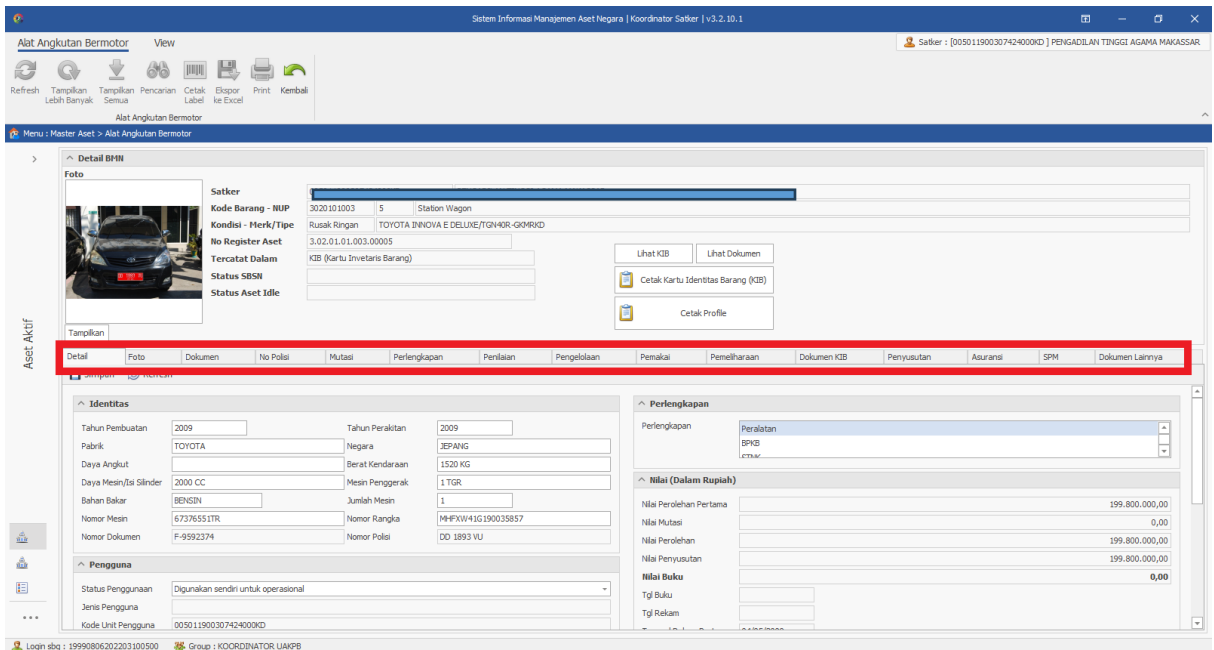 Sistem Informasi Manajemen Aset Negara | Koordinator Satker | v3.2.10.1
Alat Angkutan Bermotor View
Satker : [005011900307424000KD ] PENGADILAN TINGGI AGAMA MAKASSAR
Refresh Tampilkan Lebih Banyak Tampilkan Semua Pencarian Cetak Label Ekspor ke Excel Print Kembali
Alat Angkutan Bermotor
Menu : Master Aset > Alat Angkutan Bermotor
Detail BMN
Foto
Satker
Kode Barang - NUP 3020101003 5 Station Wagon
Kondisi - Merk/Tipe Rusak Ringan TOYOTA INNOVA E DELUXE/TGN40R-GKMRKD
No Register Aset 3.02.01.01.003.00005
Tercatat Dalam KIB (Kartu Invetaris Barang)
Lihat KIB Lihat Dokumen
Status SBSN
Cetak Kartu Identitas Barang (KIB)
Status Aset Idle
Cetak Profile
Tampilkan
Aset Aktif
Detail Foto Dokumen No Polisi Mutasi Perlengkapan Penilaian Pengelolaan Pemakai Pemeliharaan Dokumen KIB Penyusutan Asuransi SPM Dokumen Lainnya
Simpan Refresh
Identitas
Tahun Pembuatan 2009 Tahun Perakitan 2009
Pabrik TOYOTA Negara JEPANG
Daya Angkut Berat Kendaraan 1520 KG
Daya Mesin/Isi Silinder 2000 CC Mesin Penggerak 1 TGR
Bahan Bakar BENSIN Jumlah Mesin 1
Nomor Mesin 67376551TR Nomor Rangka MHFXW41G190035857
Nomor Dokumen F-9592374 Nomor Polisi DD 1893 VU
Pengguna
Status Penggunaan Digunakan sendiri untuk operasional
Jenis Pengguna
Kode Unit Pengguna 005011900307424000KD
Perlengkapan
Perlengkapan Peralatan
BPKB
STNK
Nilai (Dalam Rupiah)
Nilai Perolehan Pertama 199.800.000,00
Nilai Mutasi 0,00
Nilai Perolehan 199.800.000,00
Nilai Penyusutan 199.800.000,00
Nilai Buku 0,00
Tgl Buku
Tgl Rekam
Login sbg : 199908062022203100500 Group : KOORDINATOR UAKPB